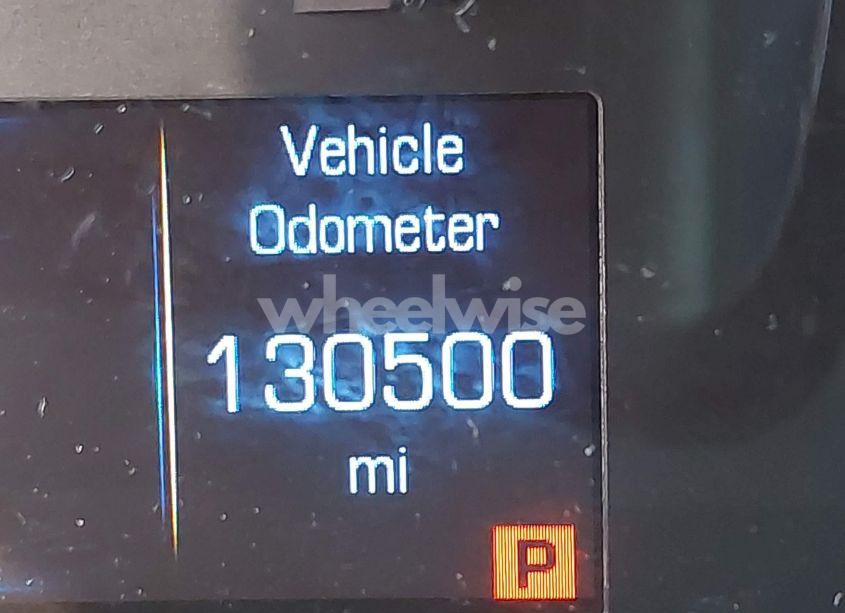 Vehicle
Odometer
wheelwise
130500
mi
P